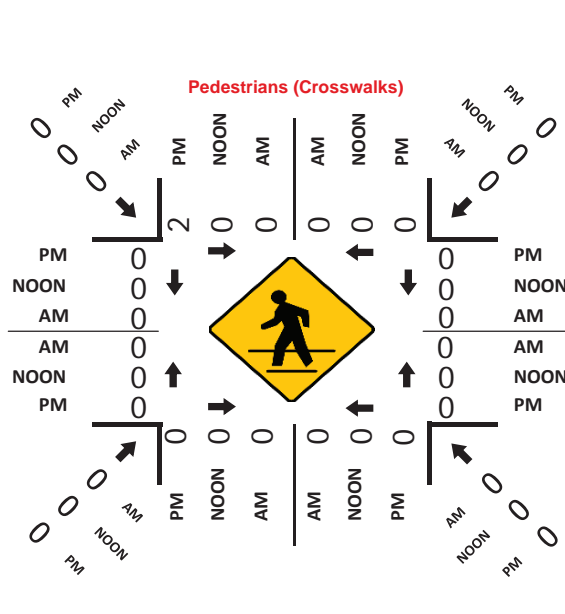 Pedestrians (Crosswalks)
PM NOON AM PM NOON AM AM NOON PM PM NOON AM
0 0 0 2 0 0 0 0 0 0 0 0
PM 0 0 PM
NOON 0 0 NOON
AM 0 0 AM
AM 0 0 AM
NOON 0 0 NOON
PM 0 0 PM
0 0 0 0 0 0 0 0 0 0 0 0
PM NOON AM PM NOON AM AM NOON PM AM NOON PM